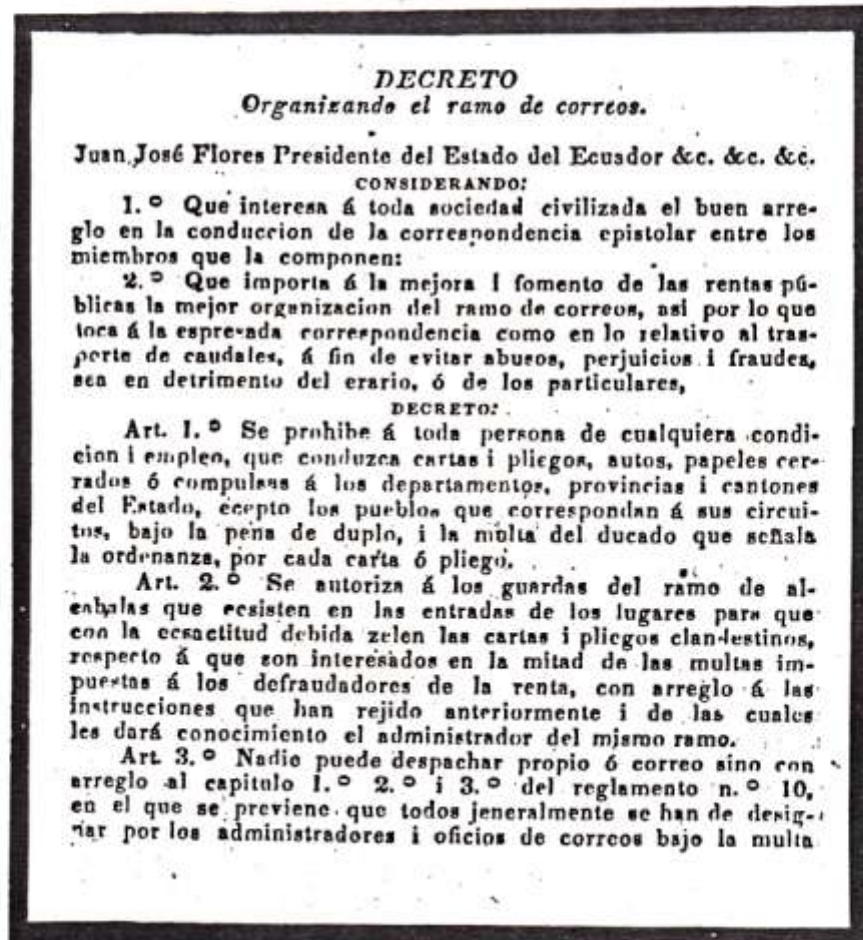 DECRETO
Organizando el ramo de correos.
Juan José Flores Presidente del Estado del Ecuador &c. &c. &c.
CONSIDERANDO:
1.º Que interesa á toda sociedad civilizada el buen arre-
glo en la conduccion de la correspondencia epistolar entre los
miembros que la componen:
2.º Que importa á la mejora I fomento de las rentas pú-
blicas la mejor organizacion del ramo de correos, asi por lo que
toca á la espresada correspondencia como en lo relativo al tras-
porte de caudales, á fin de evitar abusos, perjuicios i fraudes,
sea en detrimento del erario, ó de los particulares,
DECRETO:
Art. 1.º Se prohibe á toda persona de cualquiera condi-
cion i empleo, que conduzca cartas i pliegos, autos, papeles cer-
rados ó compulsas á los departamentos, provincias i cantones
del Estado, ecepto los pueblos que correspondan á sus circui-
tos, bajo la pena de duplo, i la multa del ducado que señala
la ordenanza, por cada carta ó pliego.
Art. 2.º Se autoriza á los guardas del ramo de al-
cabalas que ecsisten en las entradas de los lugares para que
con la ecsactitud debida zelen las cartas i pliegos clandestinos,
respecto á que son interesados en la mitad de las multas im-
puestas á los defraudadores de la renta, con arreglo á las
instrucciones que han rejido anteriormente i de las cuales
les dará conocimiento el administrador del mismo ramo.
Art. 3.º Nadie puede despachar propio ó correo sino con
arreglo al capitulo 1.º 2.º i 3.º del reglamento n.º 10,
en el que se previene que todos jeneralmente se han de desig-
nar por los administradores i oficios de correos bajo la multa